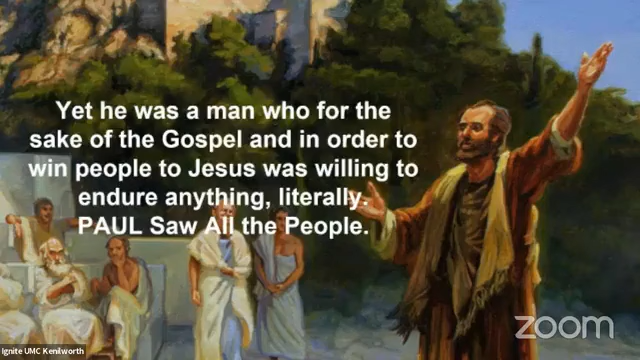 Yet he was a man who for the
sake of the Gospel and in order to
win people to Jesus was willing to
endure anything, literally.
PAUL Saw All the People.
zoom
Ignite UMC Kenilworth